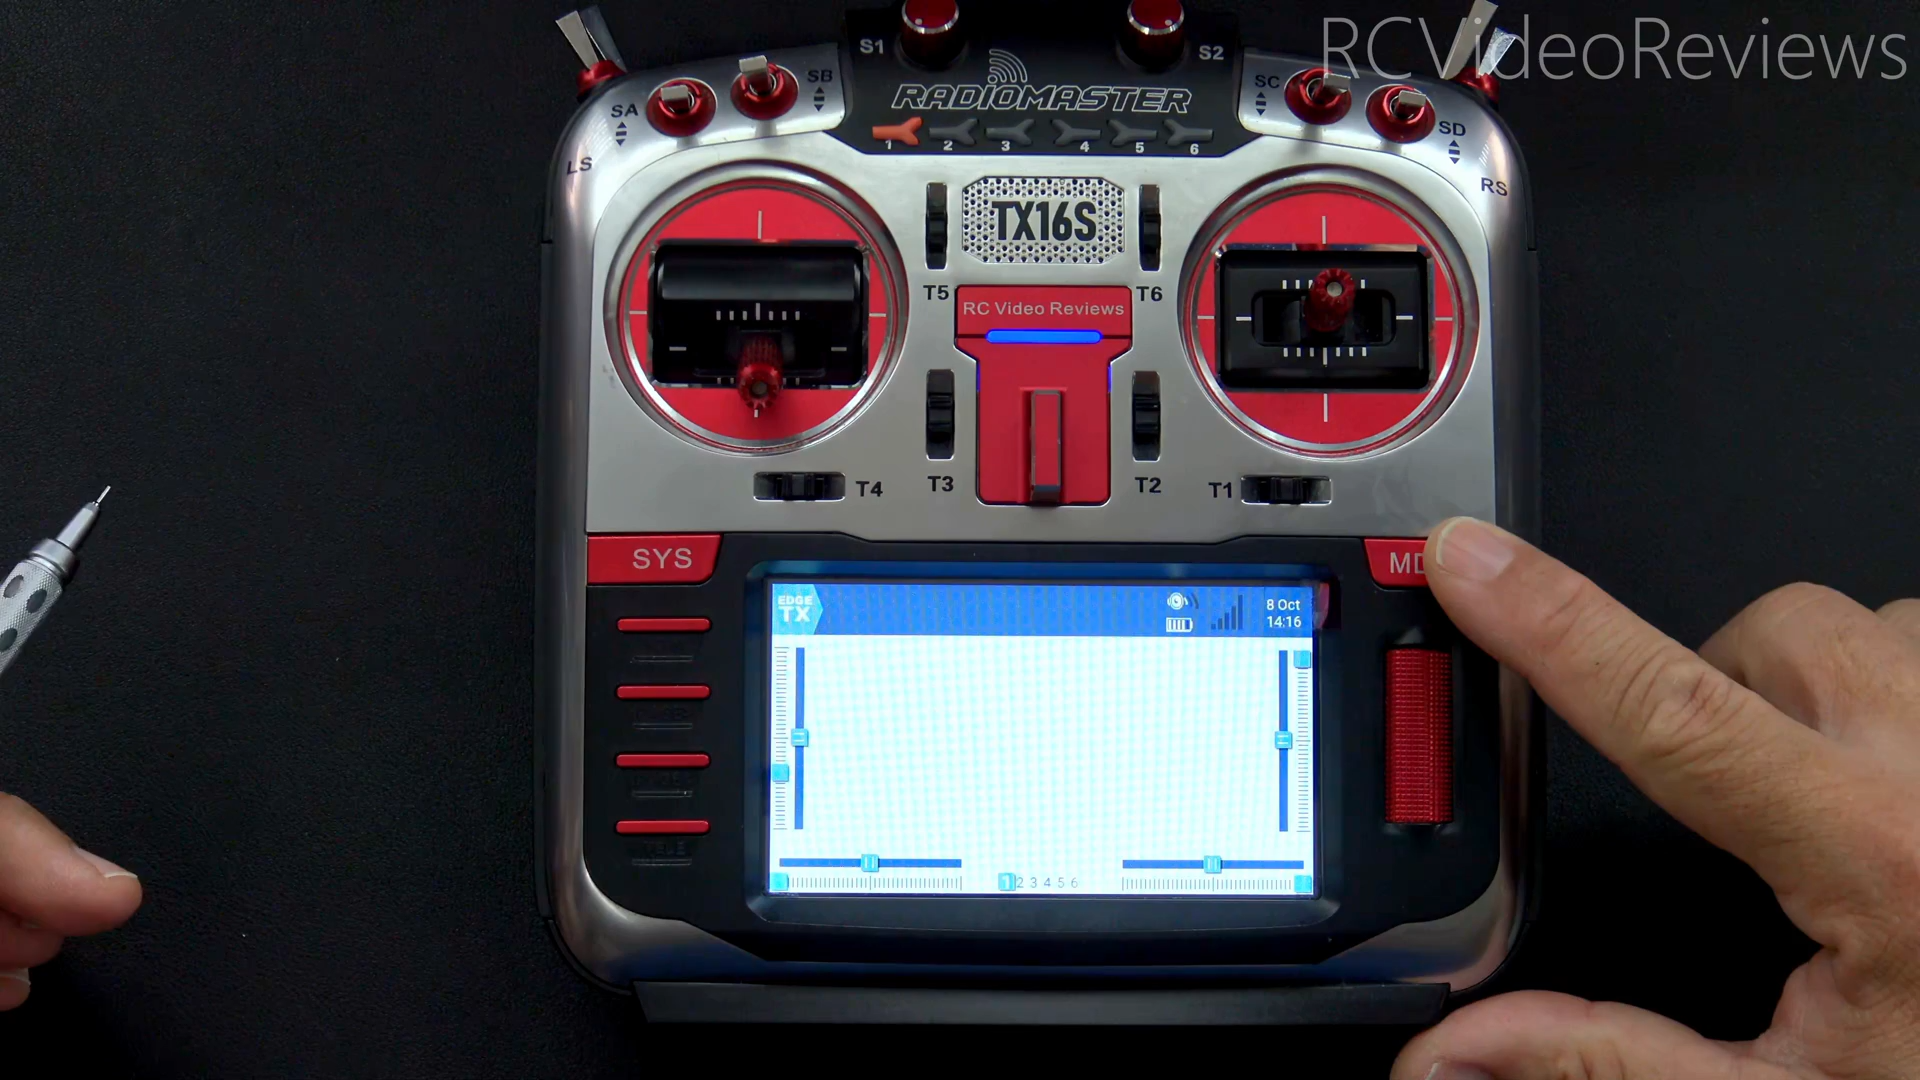 RCVideoReviews
S1
S2
SB
SC
SA
SD
RADIOMASTER
1 2 3 4 5 6
LS
RS
TX16S
T5
T6
RC Video Reviews
T4
T3
T2
T1
SYS
MD
EDGE
TX
8 Oct
14:16
TELE
1 2 3 4 5 6